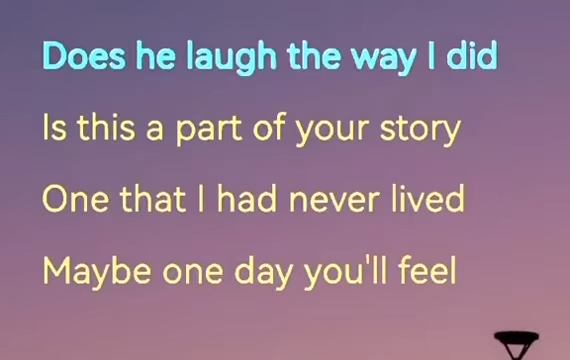 Does he laugh the way I did
Is this a part of your story
One that I had never lived
Maybe one day you'll feel